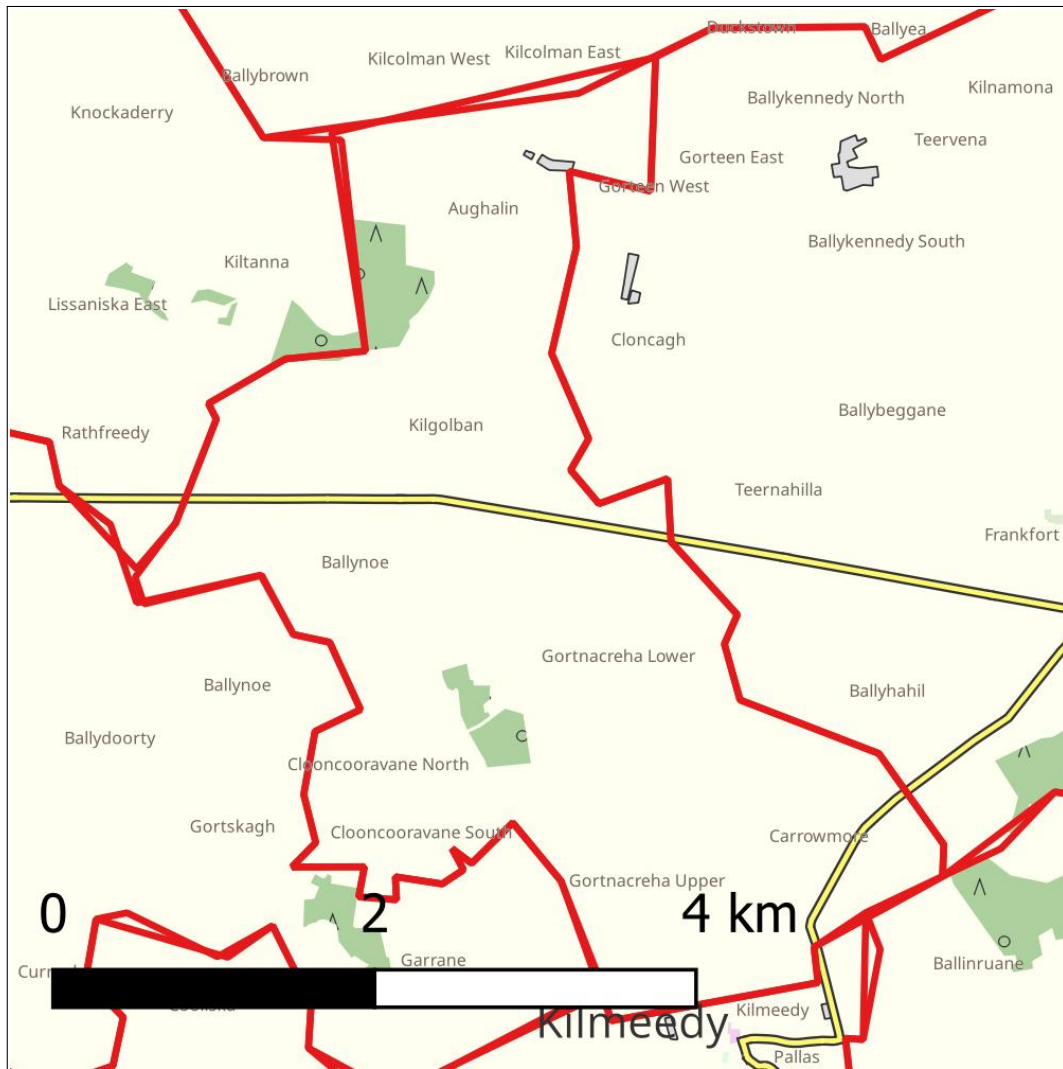 Duckstown
Ballyea
Kilcolman East
Kilcolman West
Ballybrown
Kilnamona
Ballykennedy North
Knockaderry
Teervena
Gorteen East
Gorteen West
Aughalin
Ballykennedy South
Kiltanna
Lissaniska East
Cloncagh
Ballybeggane
Kilgolban
Rathfreedy
Teernahilla
Frankfort
Ballynoe
Gortnacreha Lower
Ballynoe
Ballyhahil
Ballydoorty
Clooncooravane North
Gortskagh
Clooncooravane South
Carrowmore
Gortnacreha Upper
0 2 4 km
Garrane
Ballinruane
Kilmeedy
Kilmeedy
Pallas